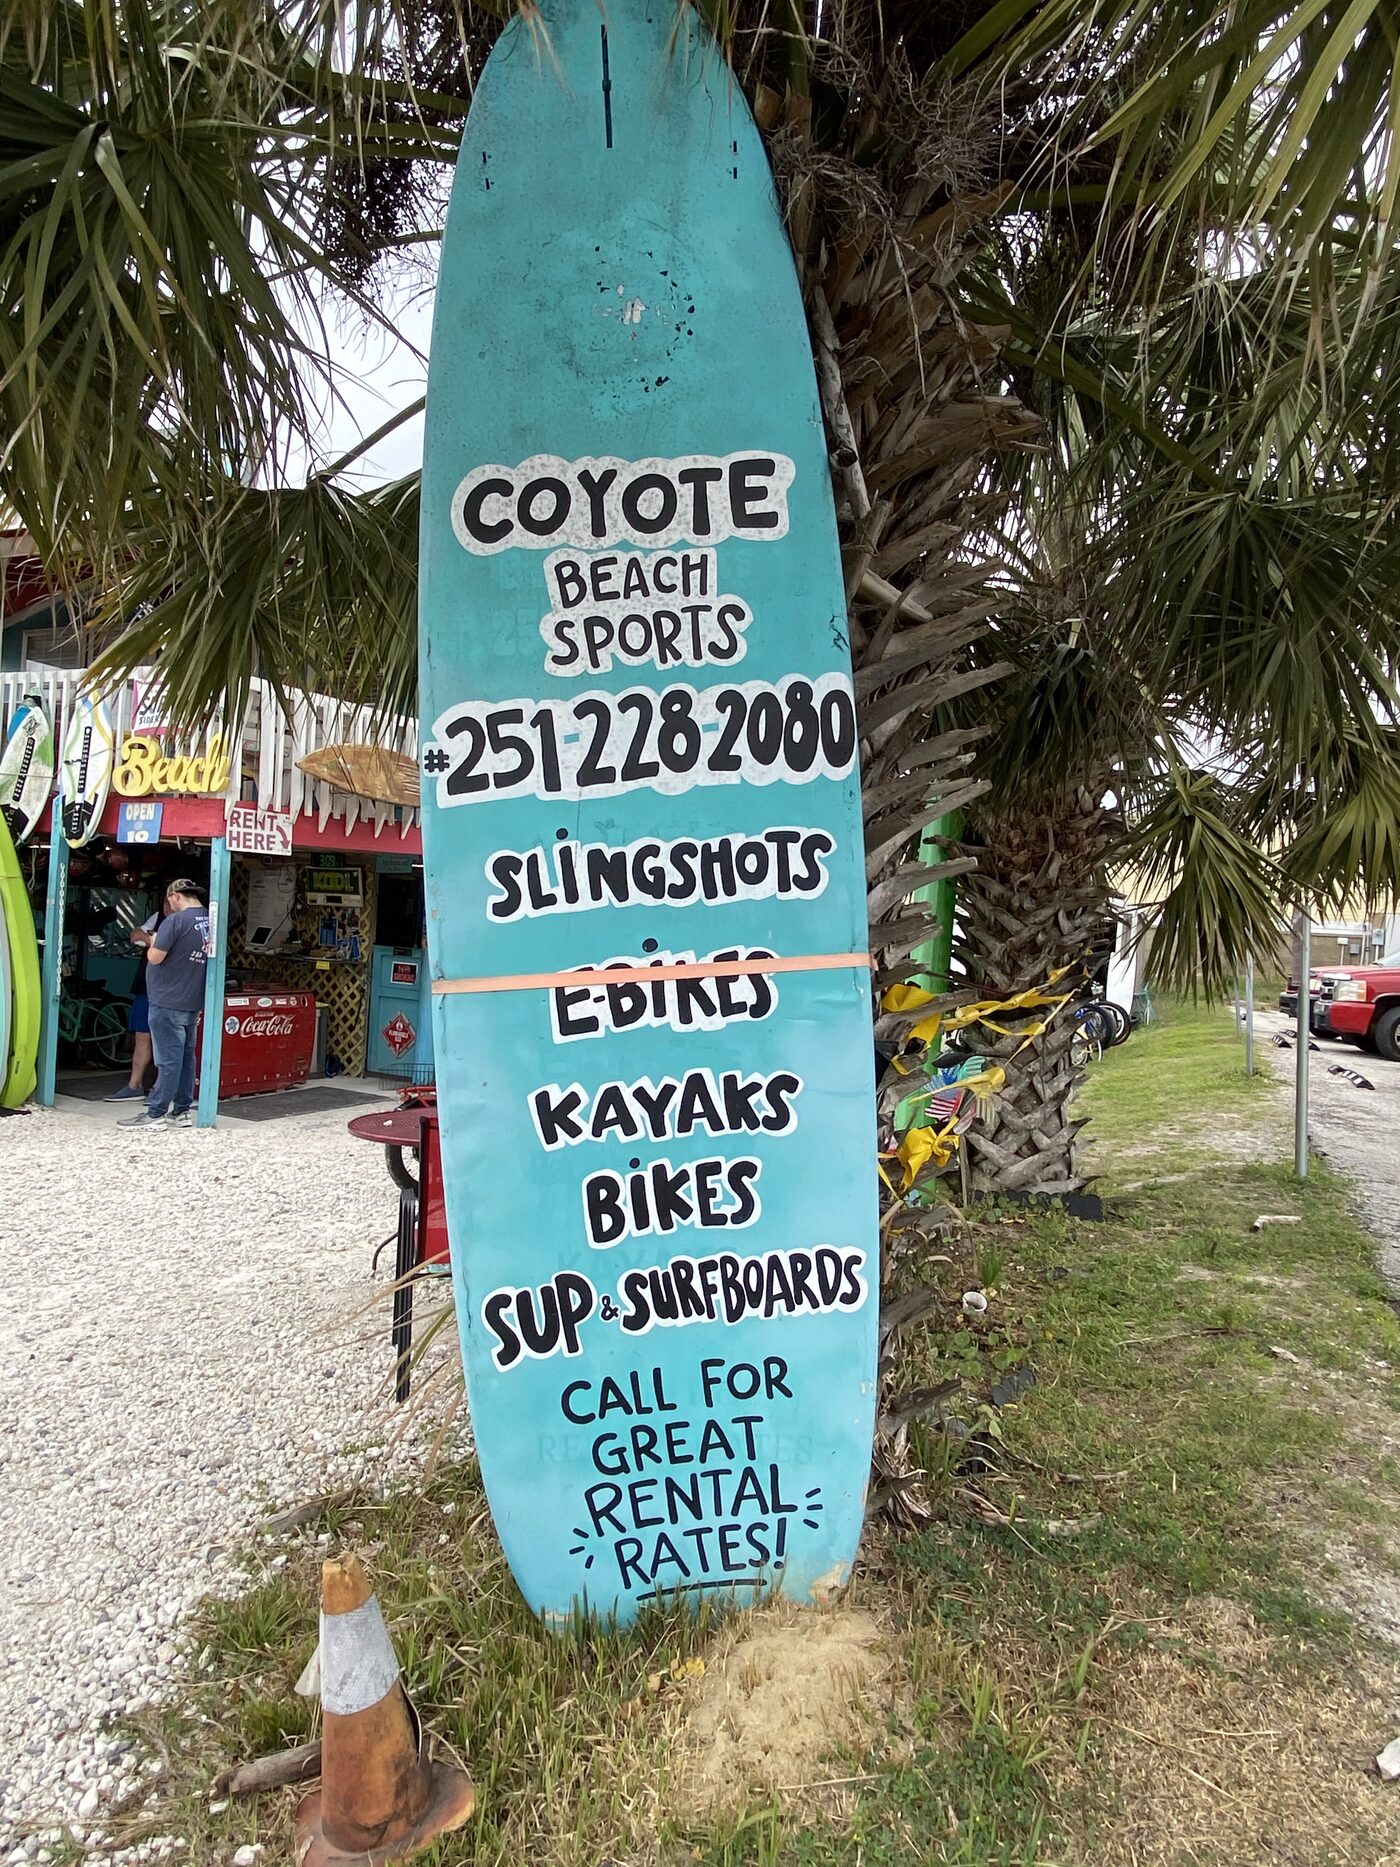 COYOTE
BEACH
SPORTS
#251-228-2080
SLINGSHOTS
E-BIKES
KAYAKS
BIKES
SUP & SURFBOARDS
CALL FOR
GREAT
RENTAL
RATES!
Beach
OPEN
RENT
HERE
Coca-Cola